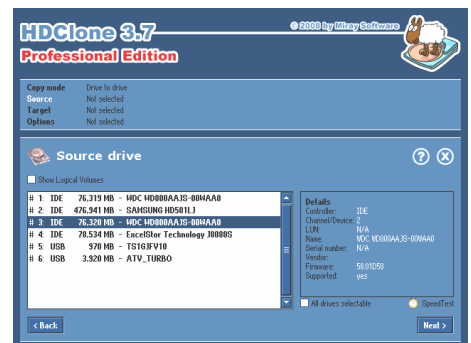 HDClone 3.7
© 2008 by Miray Software
Professional Edition
Copy mode Drive to drive
Source Not selected
Target Not selected
Options Not selected
Source drive
Show Logical Volumes
# 1: IDE 76,319 MB - WDC WD800AAJS-00WAA0
# 2: IDE 476,941 MB - SAMSUNG HD501LJ
# 3: IDE 76,320 MB - WDC WD800AAJS-00WAA0
# 4: IDE 78,534 MB - ExcelStor Technology J8080S
# 5: USB 970 MB - TS1GJFV10
# 6: USB 3,920 MB - ATV_TURBO
Details
Controller: IDE
Channel/Device: 2
LUN: N/A
Name: WDC WD800AAJS-00WAA0
Serial number: N/A
Vendor:
Firmware: 58.01D58
Supported: yes
All drives selectable
SpeedTest
< Back
Next >